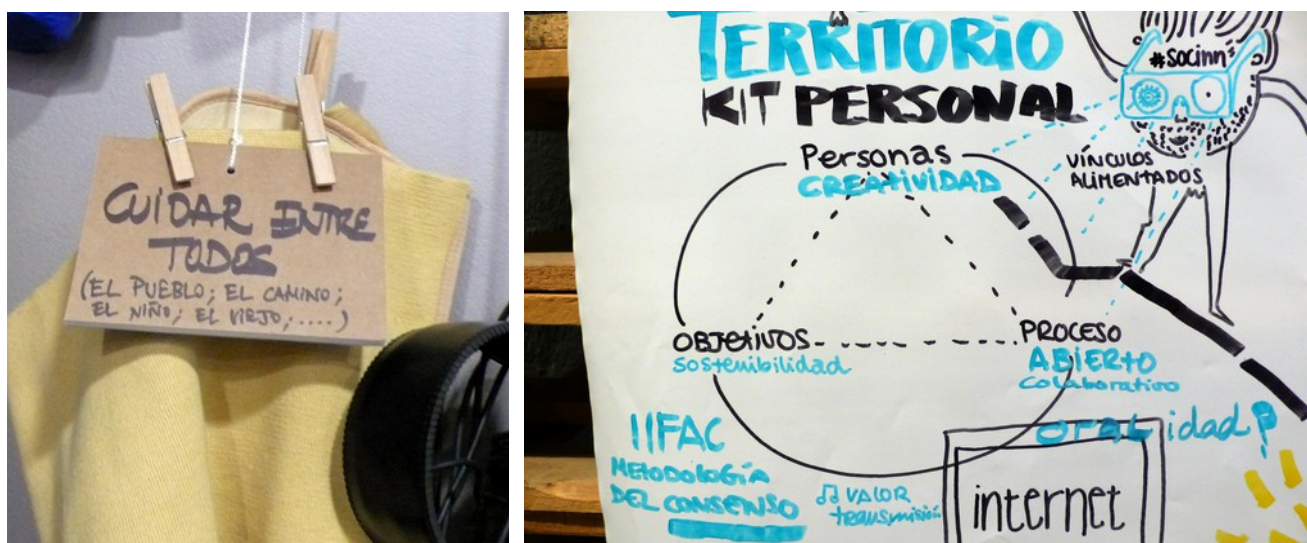 CUIDAR ENTRE
TODOS
(EL PUEBLO; EL CAMINO;
EL NIÑO; EL VIEJO;.....)
TERRITORIO
KIT PERSONAL
#socinn
Personas
CREATIVIDAD
VÍNCULOS
ALIMENTADOS
OBJETIVOS
Sostenibilidad
PROCESO
ABIERTO
Colaborativo
IIFAC
METODOLOGÍA
DEL CONSENSO
VALOR
transmisión
oralidad?
internet